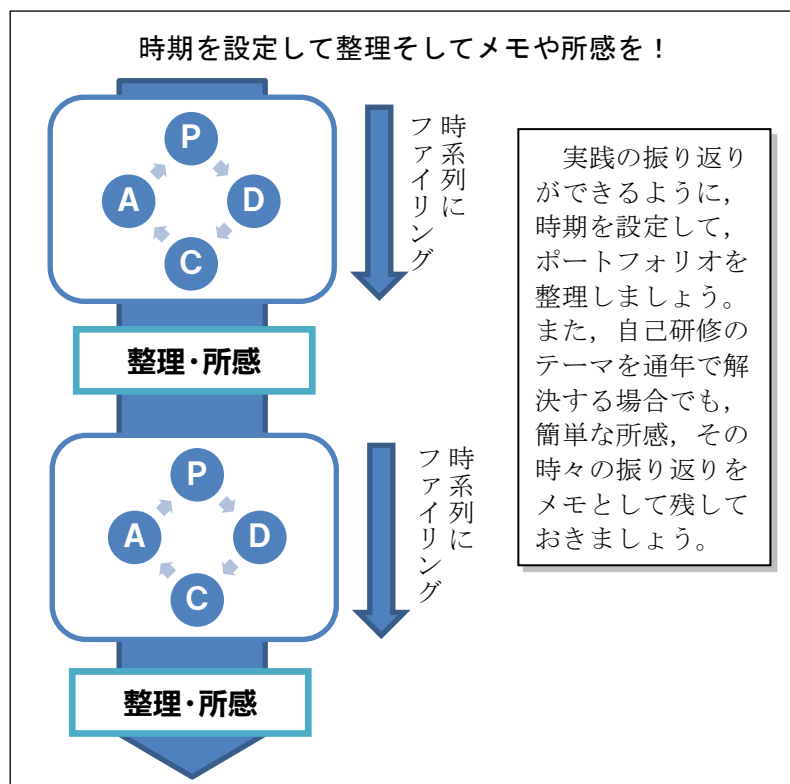 時期を設定して整理そしてメモや所感を！
P
A
D
C
時系列に
ファイリング
整理・所感
P
A
D
C
時系列に
ファイリング
整理・所感
実践の振り返り
ができるように，
時期を設定して，
ポートフォリオを
整理しましょう。
また，自己研修の
テーマを通年で解
決する場合でも，
簡単な所感，その
時々の振り返りを
メモとして残して
おきましょう。